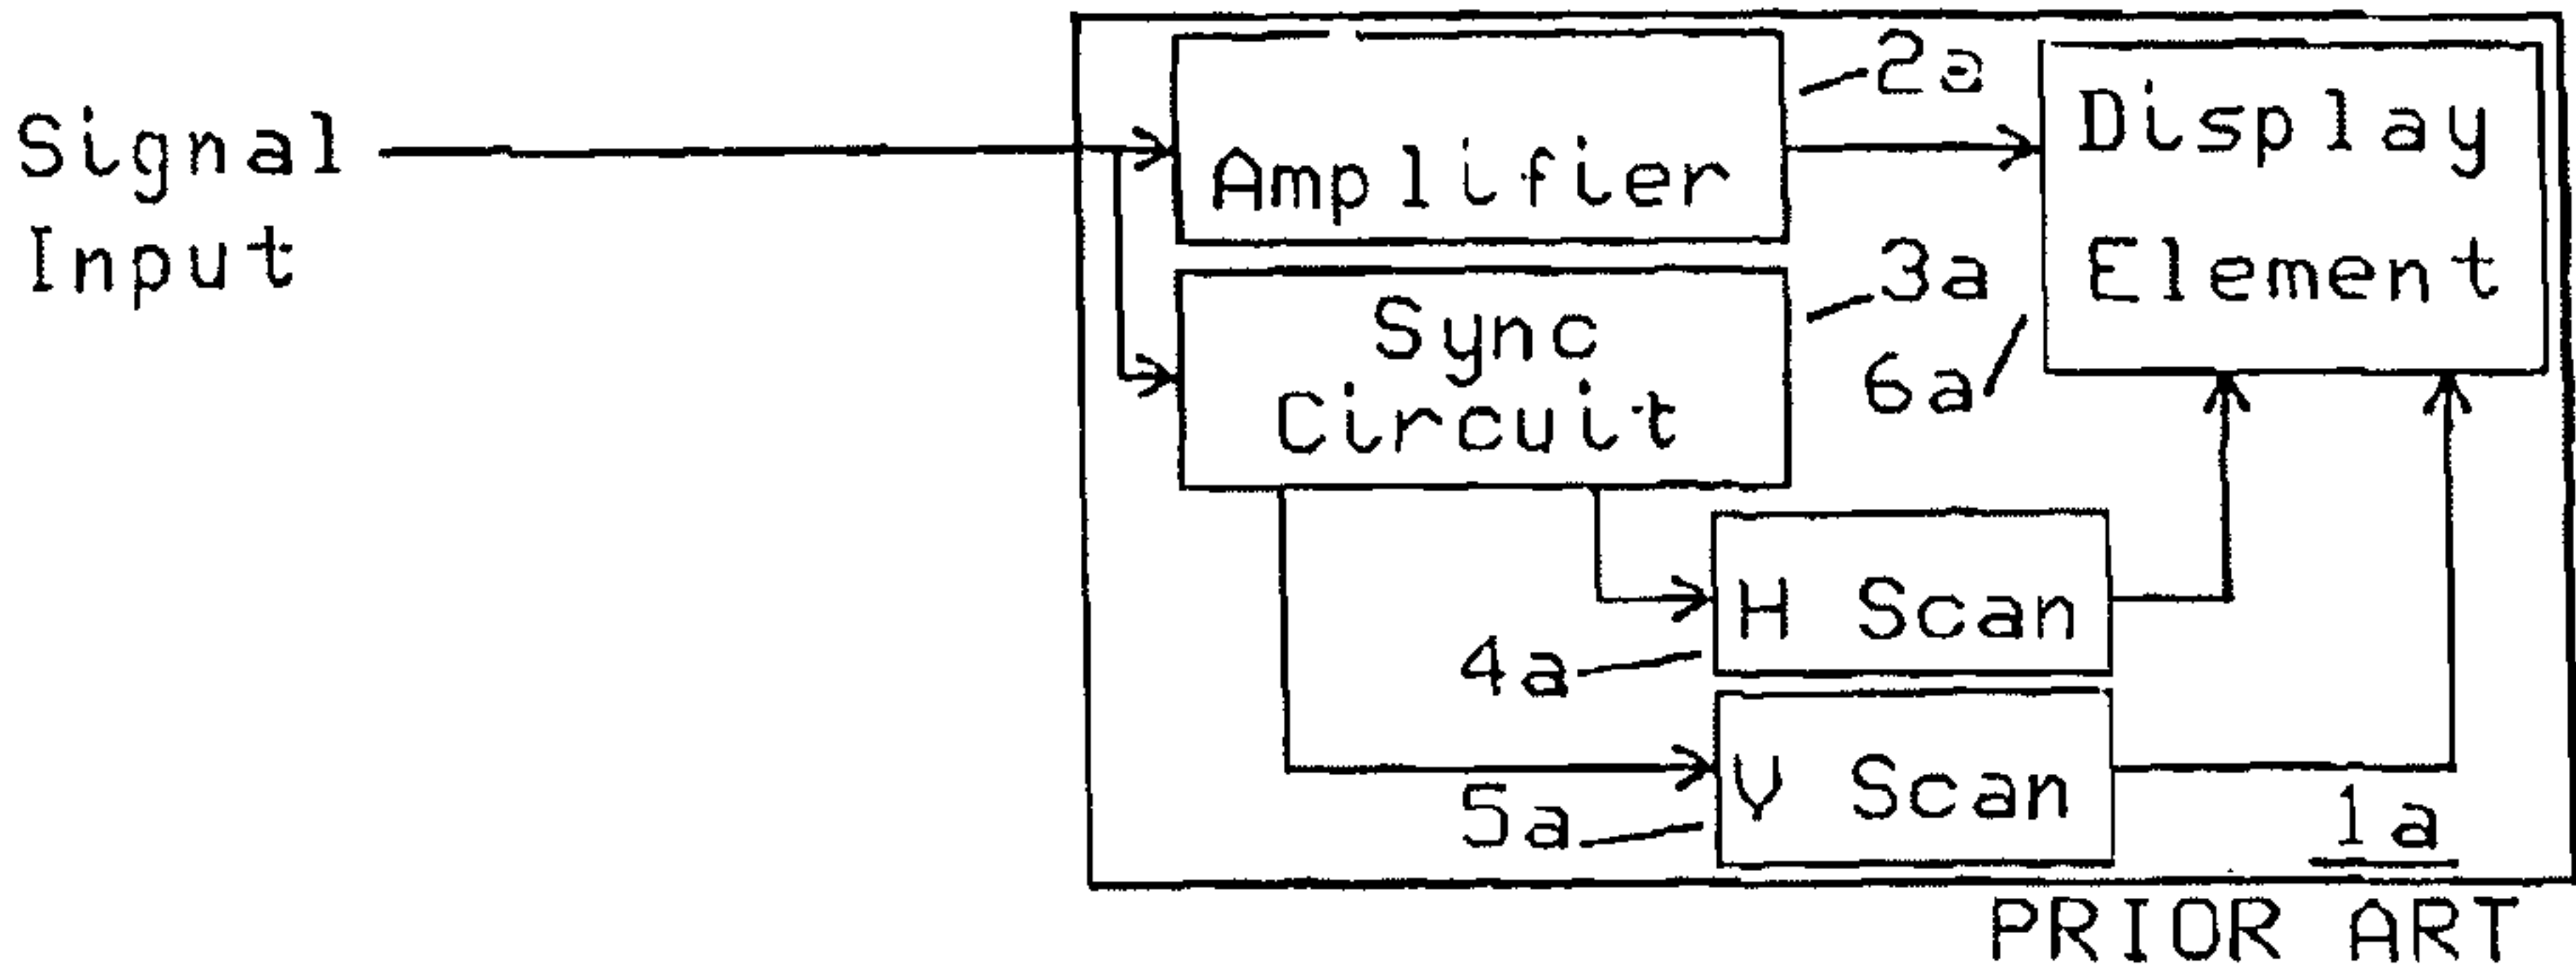 Signal
Input
2a
Amplifier
Display
Element
3a
Sync
Circuit
6a
H Scan
4a
V Scan
5a
1a
PRIOR ART